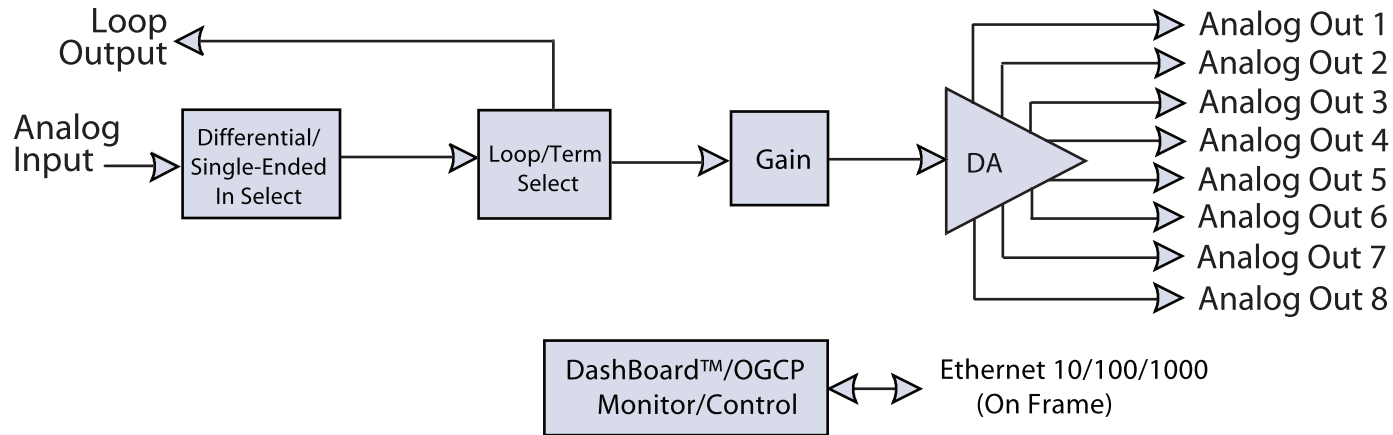 Loop
Output
Analog
Input
Differential/
Single-Ended
In Select
Loop/Term
Select
Gain
DA
Analog Out 1
Analog Out 2
Analog Out 3
Analog Out 4
Analog Out 5
Analog Out 6
Analog Out 7
Analog Out 8
DashBoard™/OGCP
Monitor/Control
Ethernet 10/100/1000
(On Frame)